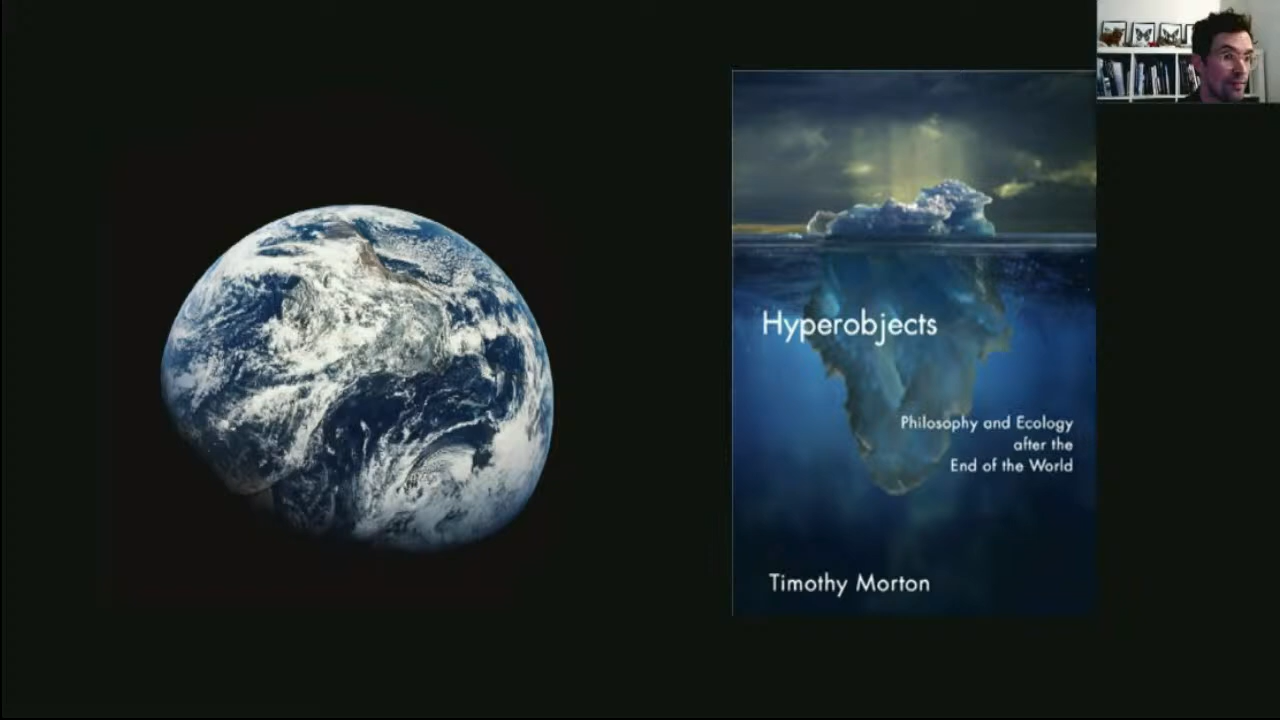 Hyperobjects
Philosophy and Ecology
after the
End of the World
Timothy Morton